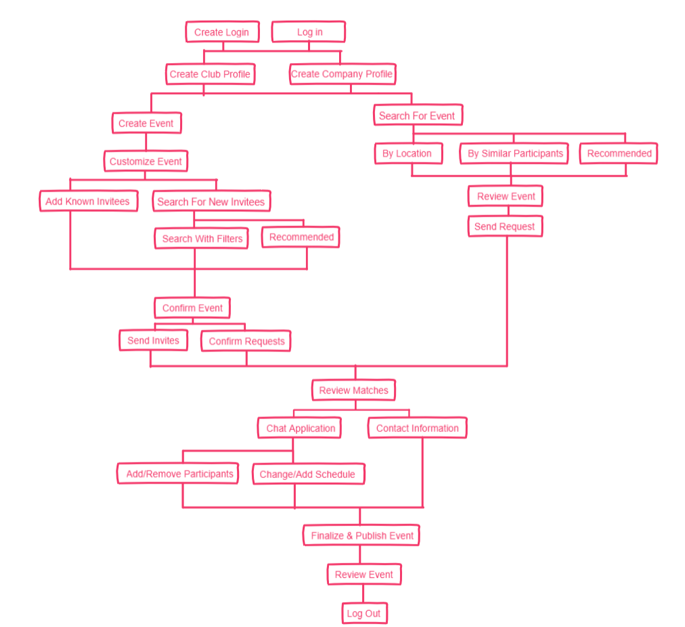 Create Login
Log in
Create Club Profile
Create Company Profile
Create Event
Search For Event
Customize Event
By Location
By Similar Participants
Recommended
Add Known Invitees
Search For New Invitees
Review Event
Search With Filters
Recommended
Send Request
Confirm Event
Send Invites
Confirm Requests
Review Matches
Chat Application
Contact Information
Add/Remove Participants
Change/Add Schedule
Finalize & Publish Event
Review Event
Log Out